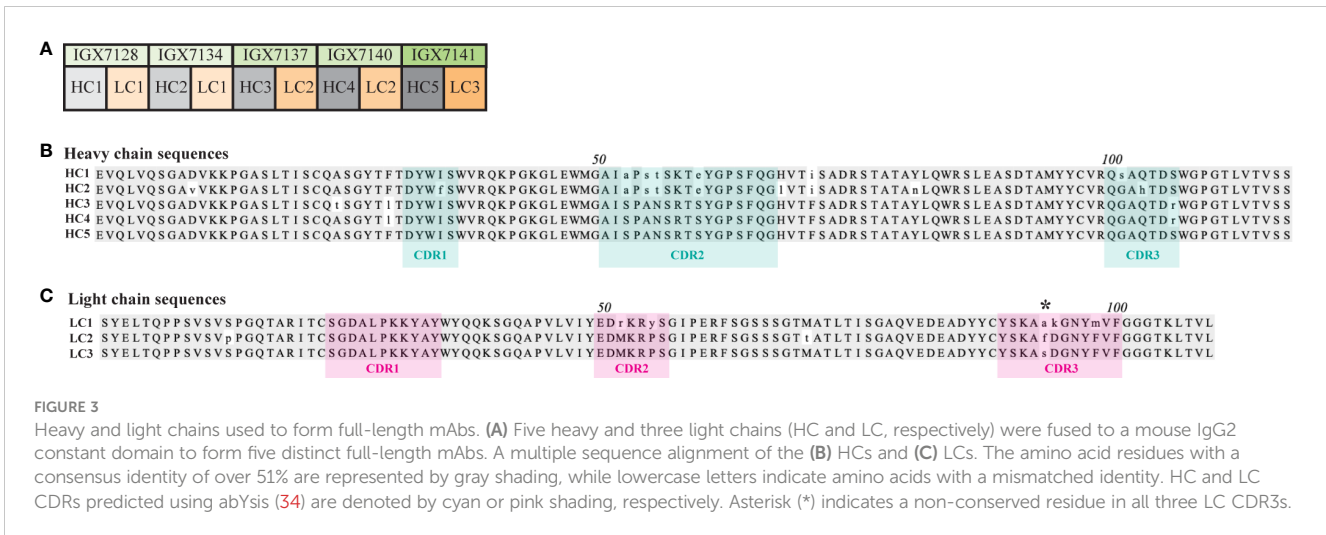 A
IGX7128 IGX7134 IGX7137 IGX7140 IGX7141
HC1 LC1 HC2 LC1 HC3 LC2 HC4 LC2 HC5 LC3
B Heavy chain sequences 50 100
HC1 EVQLVQSGADVKKPGASLTISCQASGYTFTDYWISWVRQKPGKGLEWMGAIaPstSKTcYGPSFQGHVTiSADRSTATAYLQWRSLEASDTAMYYCVRQsAQTDSWGPGTLVTVSS
HC2 EVQLVQSGAvVKKPGASLTISCQASGYTFTDYWfSWVRQKPGKGLEWMGAIsPstSKTcYGPSFQGlVTFSADRSTATAnLQWRSLEASDTAMYYCVRQGAhTDSWGPGTLVTVSS
HC3 EVQLVQSGADVKKPGASLTISCQtSGYTlTDYWISWVRQKPGKGLEWMGAISPANSRTSYGPSFQGHVTFSADRSTATAYLQWRSLEASDTAMYYCVRQGAQTDrWGPGTLVTVSS
HC4 EVQLVQSGADVKKPGASLTISCQASGYTlTDYWISWVRQKPGKGLEWMGAISPANSRTSYGPSFQGHVTFSADRSTATAYLQWRSLEASDTAMYYCVRQGAQTDrWGPGTLVTVSS
HC5 EVQLVQSGADVKKPGASLTISCQASGYTFTDYWISWVRQKPGKGLEWMGAISPANSRTSYGPSFQGHVTFSADRSTATAYLQWRSLEASDTAMYYCVRQGAQTDSWGPGTLVTVSS
CDR1 CDR2 CDR3
C Light chain sequences 50 * 100
LC1 SYELTQPPSVSVSPGQTARITCSGDALPKKYAYWYQQKSGQAPVLVIYEDrKRySGIPERFSGSSSGTMATLTISGAQVEDEADYYCYSKAakGNYmVFGGGTKLTVL
LC2 SYELTQPPSVSVpPGQTARITCSGDALPKKYAYWYQQKSGQAPVLVIYEDMKRPSGIPERFSGSSSGTtATLTISGAQVEDEADYYCYSKAfDGNYFVFGGGTKLTVL
LC3 SYELTQPPSVSVSPGQTARITCSGDALPKKYAYWYQQKSGQAPVLVIYEDMKRPSGIPERFSGSSSGTMATLTISGAQVEDEADYYCYSKAsDGNYFVFGGGTKLTVL
CDR1 CDR2 CDR3
FIGURE 3
Heavy and light chains used to form full-length mAbs. (A) Five heavy and three light chains (HC and LC, respectively) were fused to a mouse IgG2
constant domain to form five distinct full-length mAbs. A multiple sequence alignment of the (B) HCs and (C) LCs. The amino acid residues with a
consensus identity of over 51% are represented by gray shading, while lowercase letters indicate amino acids with a mismatched identity. HC and LC
CDRs predicted using abYsis (34) are denoted by cyan or pink shading, respectively. Asterisk (*) indicates a non-conserved residue in all three LC CDR3s.